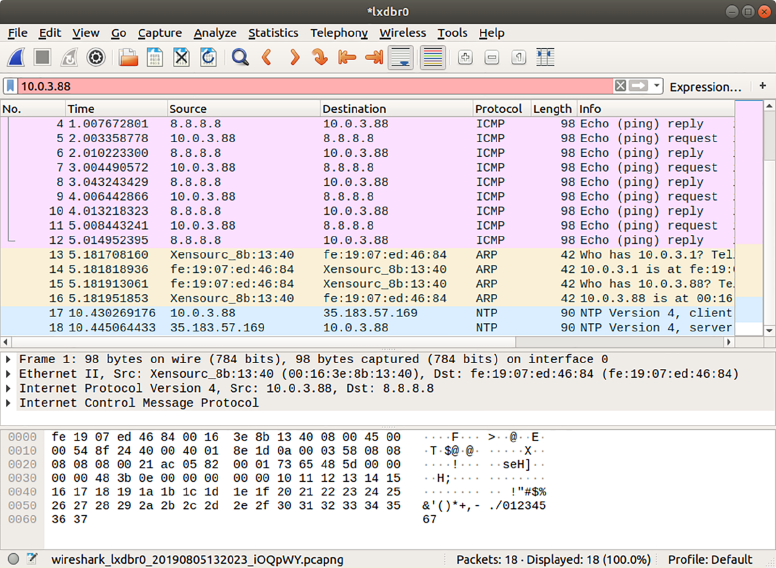 *lxdbr0
File Edit View Go Capture Analyze Statistics Telephony Wireless Tools Help
10.0.3.88 Expression… +
No. Time Source Destination Protocol Length Info
4 1.007672801 8.8.8.8 10.0.3.88 ICMP 98 Echo (ping) reply
5 2.003358778 10.0.3.88 8.8.8.8 ICMP 98 Echo (ping) request
6 2.010223300 8.8.8.8 10.0.3.88 ICMP 98 Echo (ping) reply
7 3.004490572 10.0.3.88 8.8.8.8 ICMP 98 Echo (ping) request
8 3.043243429 8.8.8.8 10.0.3.88 ICMP 98 Echo (ping) reply
9 4.006442866 10.0.3.88 8.8.8.8 ICMP 98 Echo (ping) request
10 4.013218323 8.8.8.8 10.0.3.88 ICMP 98 Echo (ping) reply
11 5.008443241 10.0.3.88 8.8.8.8 ICMP 98 Echo (ping) request
12 5.014952395 8.8.8.8 10.0.3.88 ICMP 98 Echo (ping) reply
13 5.181708160 Xensourc_8b:13:40 fe:19:07:ed:46:84 ARP 42 Who has 10.0.3.1? Tel
14 5.181818936 fe:19:07:ed:46:84 Xensourc_8b:13:40 ARP 42 10.0.3.1 is at fe:19:
15 5.181913061 fe:19:07:ed:46:84 Xensourc_8b:13:40 ARP 42 Who has 10.0.3.88? Te
16 5.181951853 Xensourc_8b:13:40 fe:19:07:ed:46:84 ARP 42 10.0.3.88 is at 00:16
17 10.430269176 10.0.3.88 35.183.57.169 NTP 90 NTP Version 4, client
18 10.445064433 35.183.57.169 10.0.3.88 NTP 90 NTP Version 4, server
Frame 1: 98 bytes on wire (784 bits), 98 bytes captured (784 bits) on interface 0
Ethernet II, Src: Xensourc_8b:13:40 (00:16:3e:8b:13:40), Dst: fe:19:07:ed:46:84 (fe:19:07:ed:46:84)
Internet Protocol Version 4, Src: 10.0.3.88, Dst: 8.8.8.8
Internet Control Message Protocol
0000 fe 19 07 ed 46 84 00 16 3e 8b 13 40 08 00 45 00 ····F··· >··@··E·
0010 00 54 8f 24 40 00 40 01 8e 1d 0a 00 03 58 08 08 ·T·$@·@· ·····X··
0020 08 08 08 00 21 ac 05 82 00 01 73 65 48 5d 00 00 ····!··· ··seH]··
0030 00 00 48 3b 0e 00 00 00 00 00 10 11 12 13 14 15 ··H;···· ········
0040 16 17 18 19 1a 1b 1c 1d 1e 1f 20 21 22 23 24 25 ········ ·· !"#$%
0050 26 27 28 29 2a 2b 2c 2d 2e 2f 30 31 32 33 34 35 &'()*+,- ./012345
0060 36 37 67
wireshark_lxdbr0_20190805132023_iOQpWY.pcapng Packets: 18 · Displayed: 18 (100.0%) Profile: Default